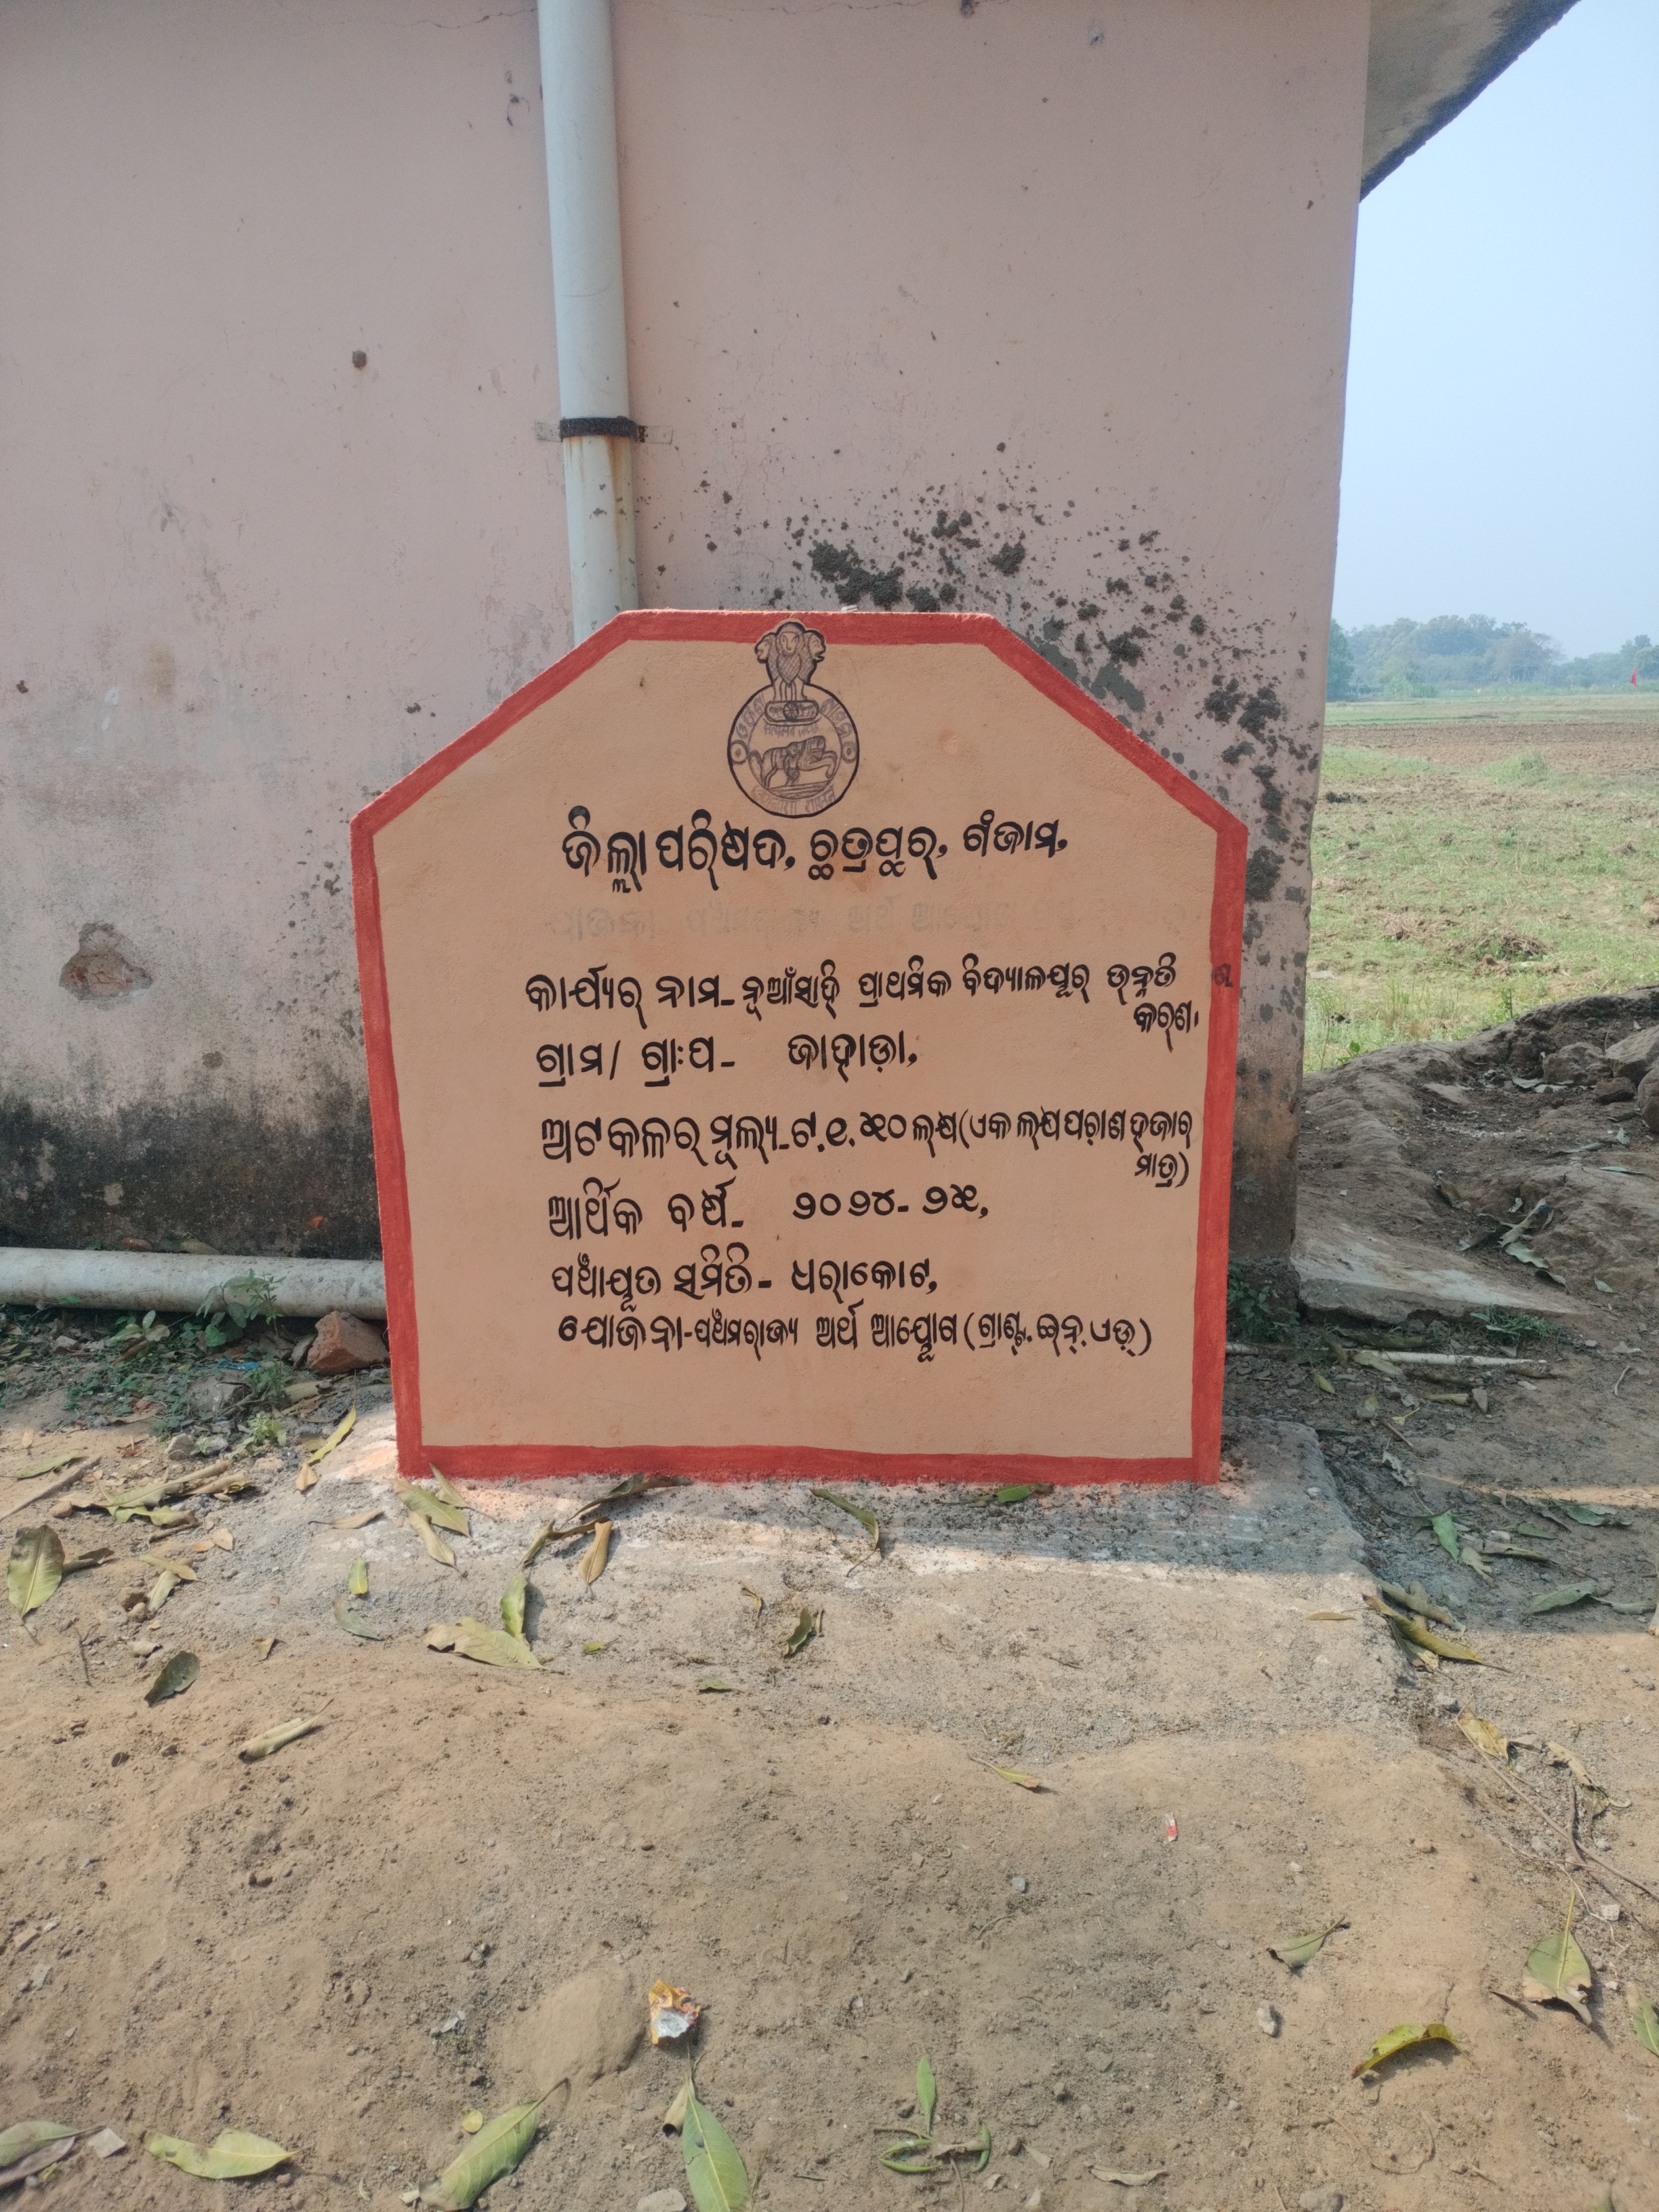 ଜିଲ୍ଲା ପରିଷଦ, ଚ୍ଛତ୍ରପୁର, ଗଂଜାମ,
କାର୍ଯ୍ୟର ନାମ- ନୂଆଁସାହି ପ୍ରାଥମିକ ବିଦ୍ୟାଳୟର ଉନ୍ନତି
କରଣ,
ଗ୍ରାମ/ ଗ୍ରା:ପ- ଜାହାଡ଼ା,
ଅଟକଳର ମୂଲ୍ୟ-ଟ.୧.୫୦ ଲକ୍ଷ(ଏକ ଲକ୍ଷ ପଚାଶ ହଜାର
ମାତ୍ର)
ଆର୍ଥିକ ବର୍ଷ- ୨୦୨୪- ୨୫,
ପଞ୍ଚାୟତ ସମିତି- ଧରାକୋଟ,
ଯୋଜନା-ପଞ୍ଚମରାଜ୍ୟ ଅର୍ଥ ଆୟୋଗ (ଗ୍ରାଣ୍ଟ.ଇନ୍.ଏଡ଼୍)